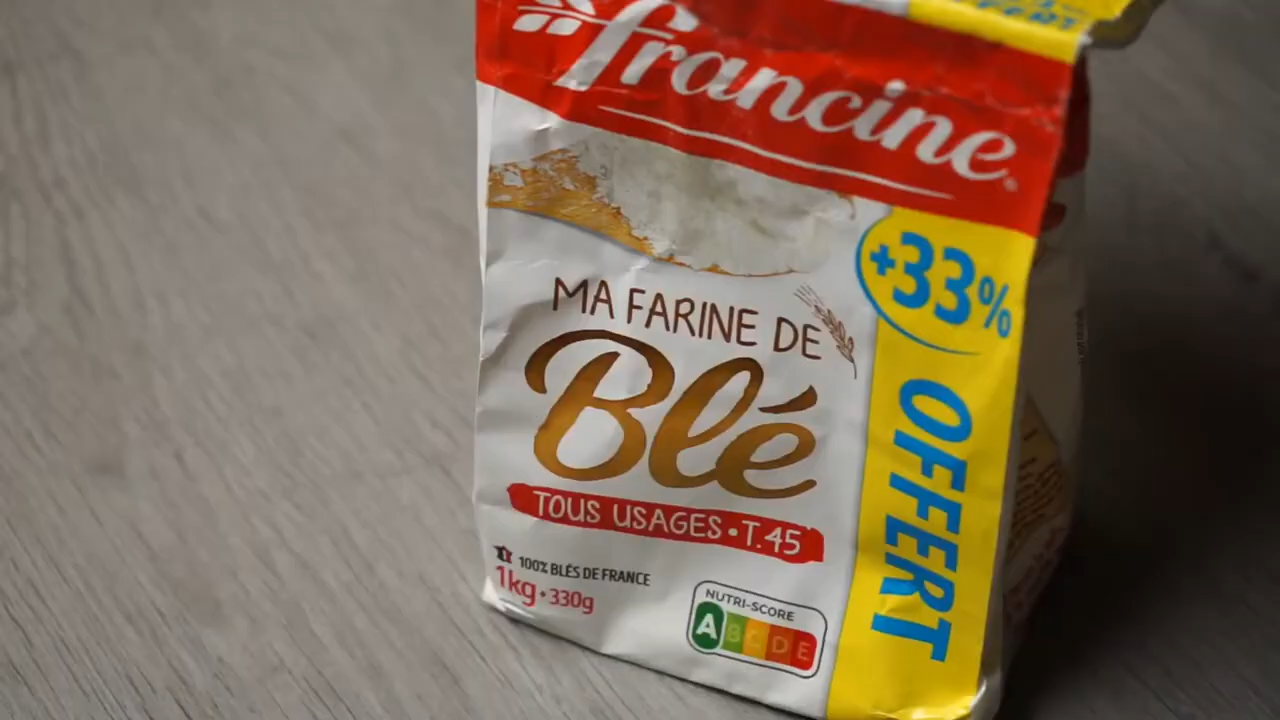 francine
MA FARINE DE
Blé
TOUS USAGES • T.45
100% BLÉS DE FRANCE
1kg • 330g
NUTRI-SCORE
A B C D E
+33%
OFFERT